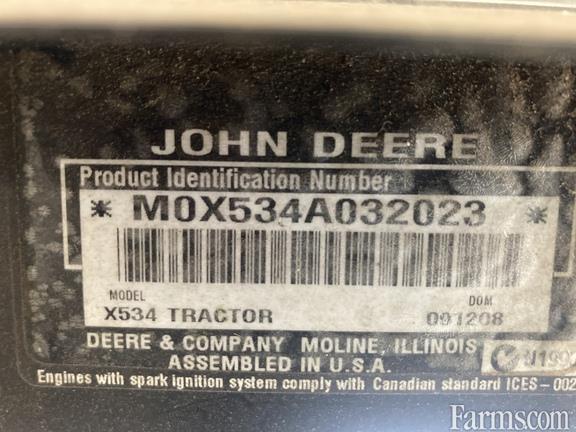 JOHN DEERE
Product Identification Number
* M0X534A032023 *
MODEL DOM
X534 TRACTOR 091208
DEERE & COMPANY MOLINE, ILLINOIS
ASSEMBLED IN U.S.A.
Engines with spark ignition system comply with Canadian standard ICES-002
Farms.com